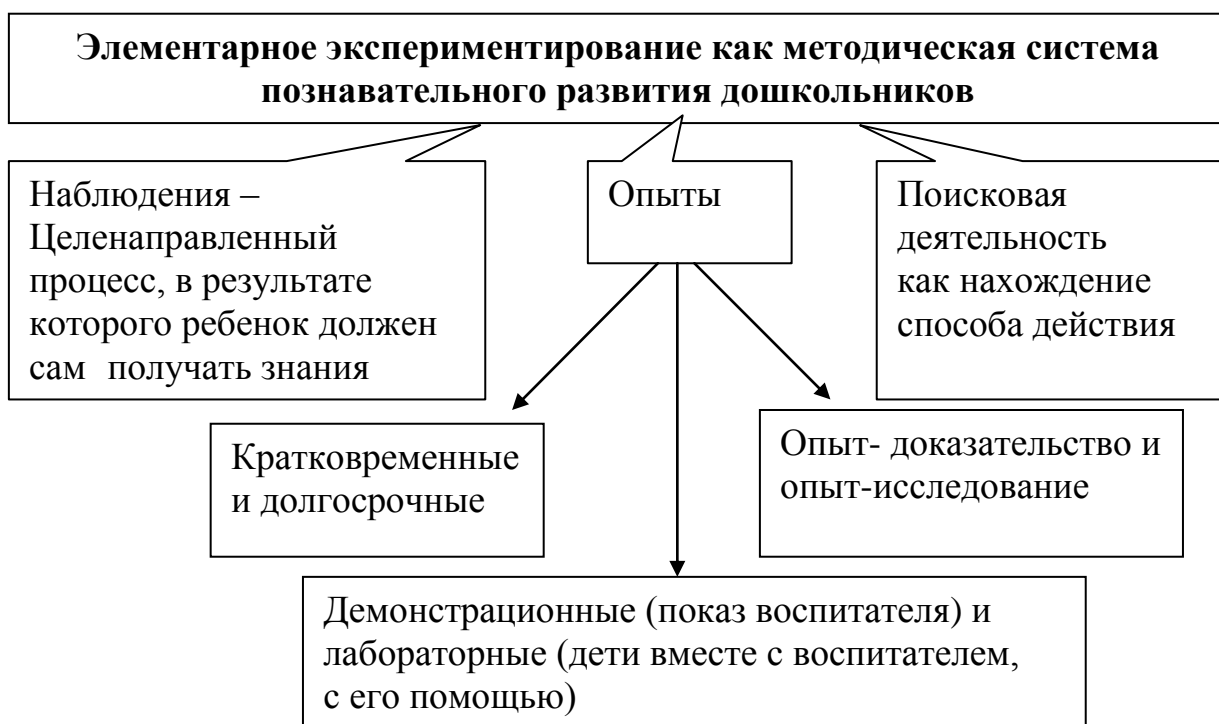 Элементарное экспериментирование как методическая система
познавательного развития дошкольников
Наблюдения –
Целенаправленный
процесс, в результате
которого ребенок должен
сам получать знания
Опыты
Поисковая
деятельность
как нахождение
способа действия
Кратковременные
и долгосрочные
Опыт- доказательство и
опыт-исследование
Демонстрационные (показ воспитателя) и
лабораторные (дети вместе с воспитателем,
с его помощью)